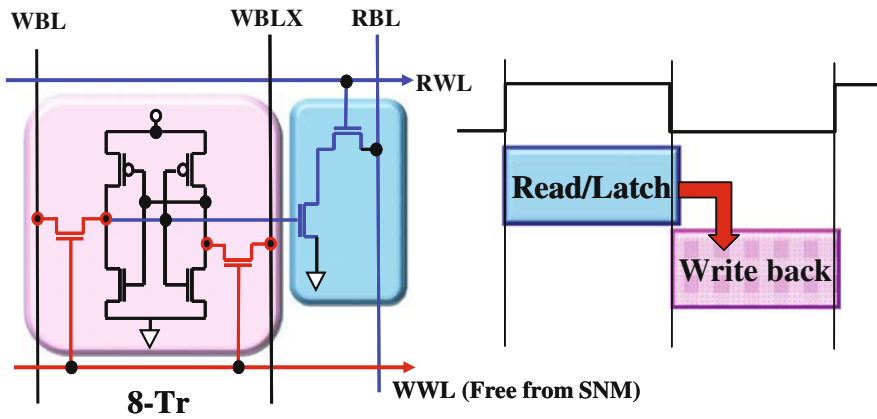 WBL
WBLX
RBL
RWL
Read/Latch
Write back
WWL (Free from SNM)
8-Tr